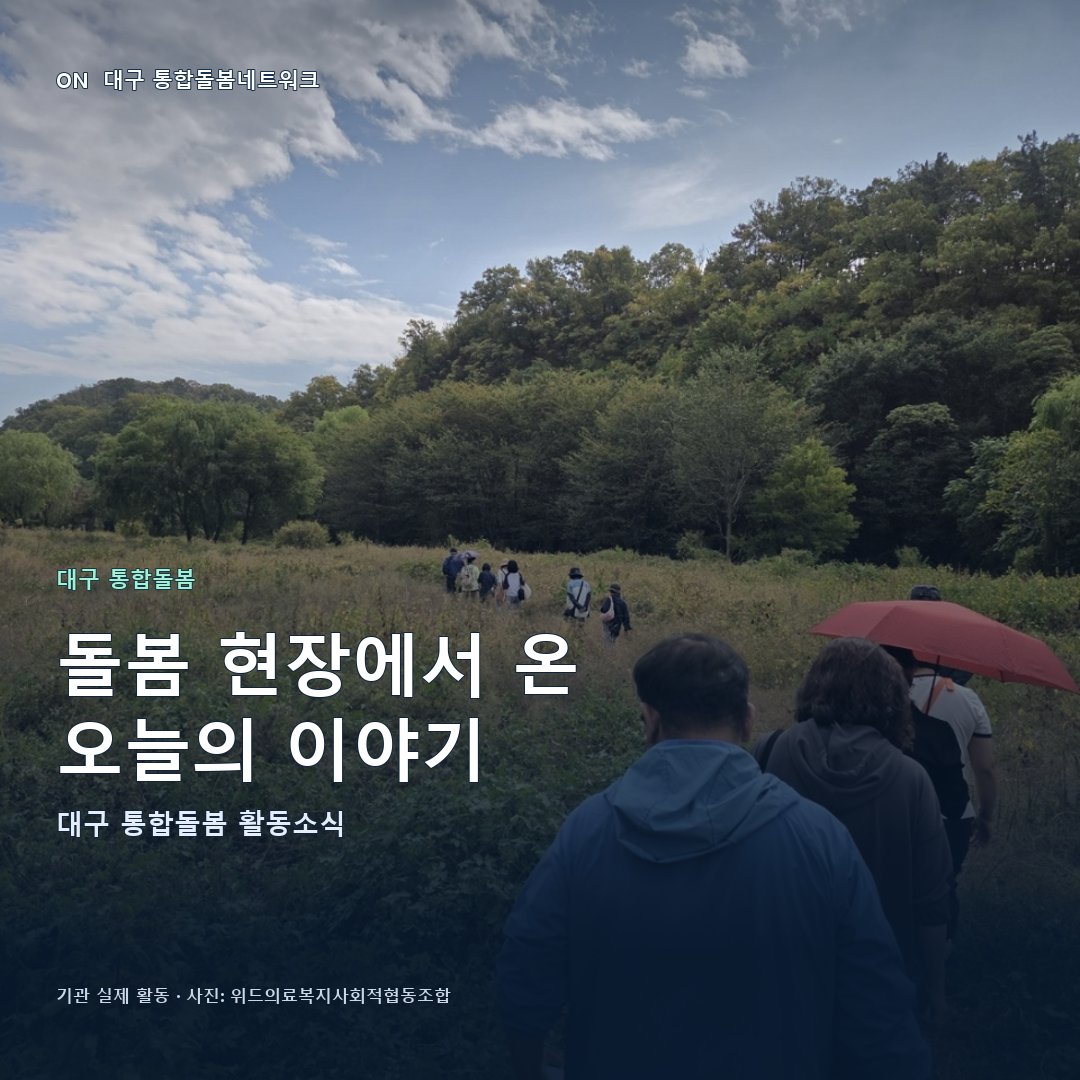 ON 대구 통합돌봄네트워크
대구 통합돌봄
돌봄 현장에서 온
오늘의 이야기
대구 통합돌봄 활동소식
기관 실제 활동 · 사진: 위드의료복지사회적협동조합